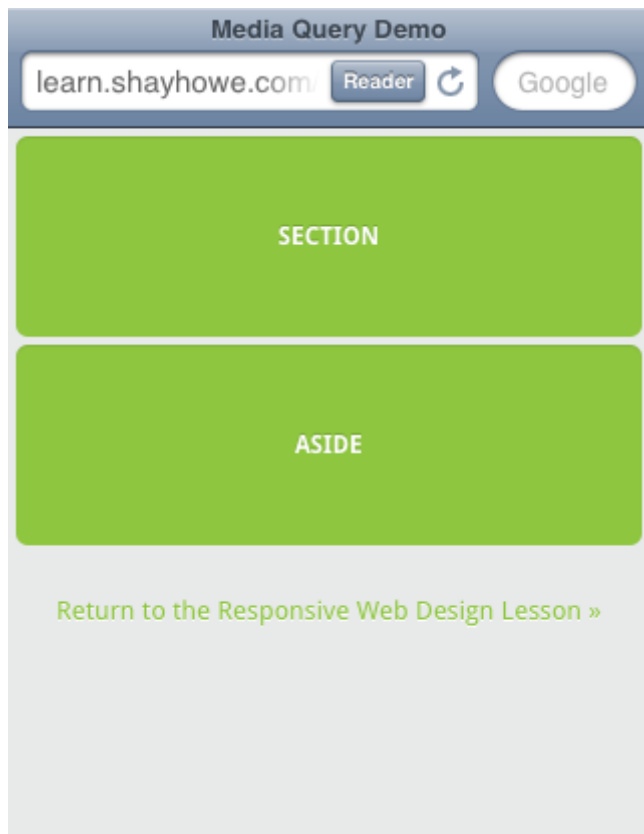 Media Query Demo
learn.shayhowe.com/ Reader Google
SECTION
ASIDE
Return to the Responsive Web Design Lesson »